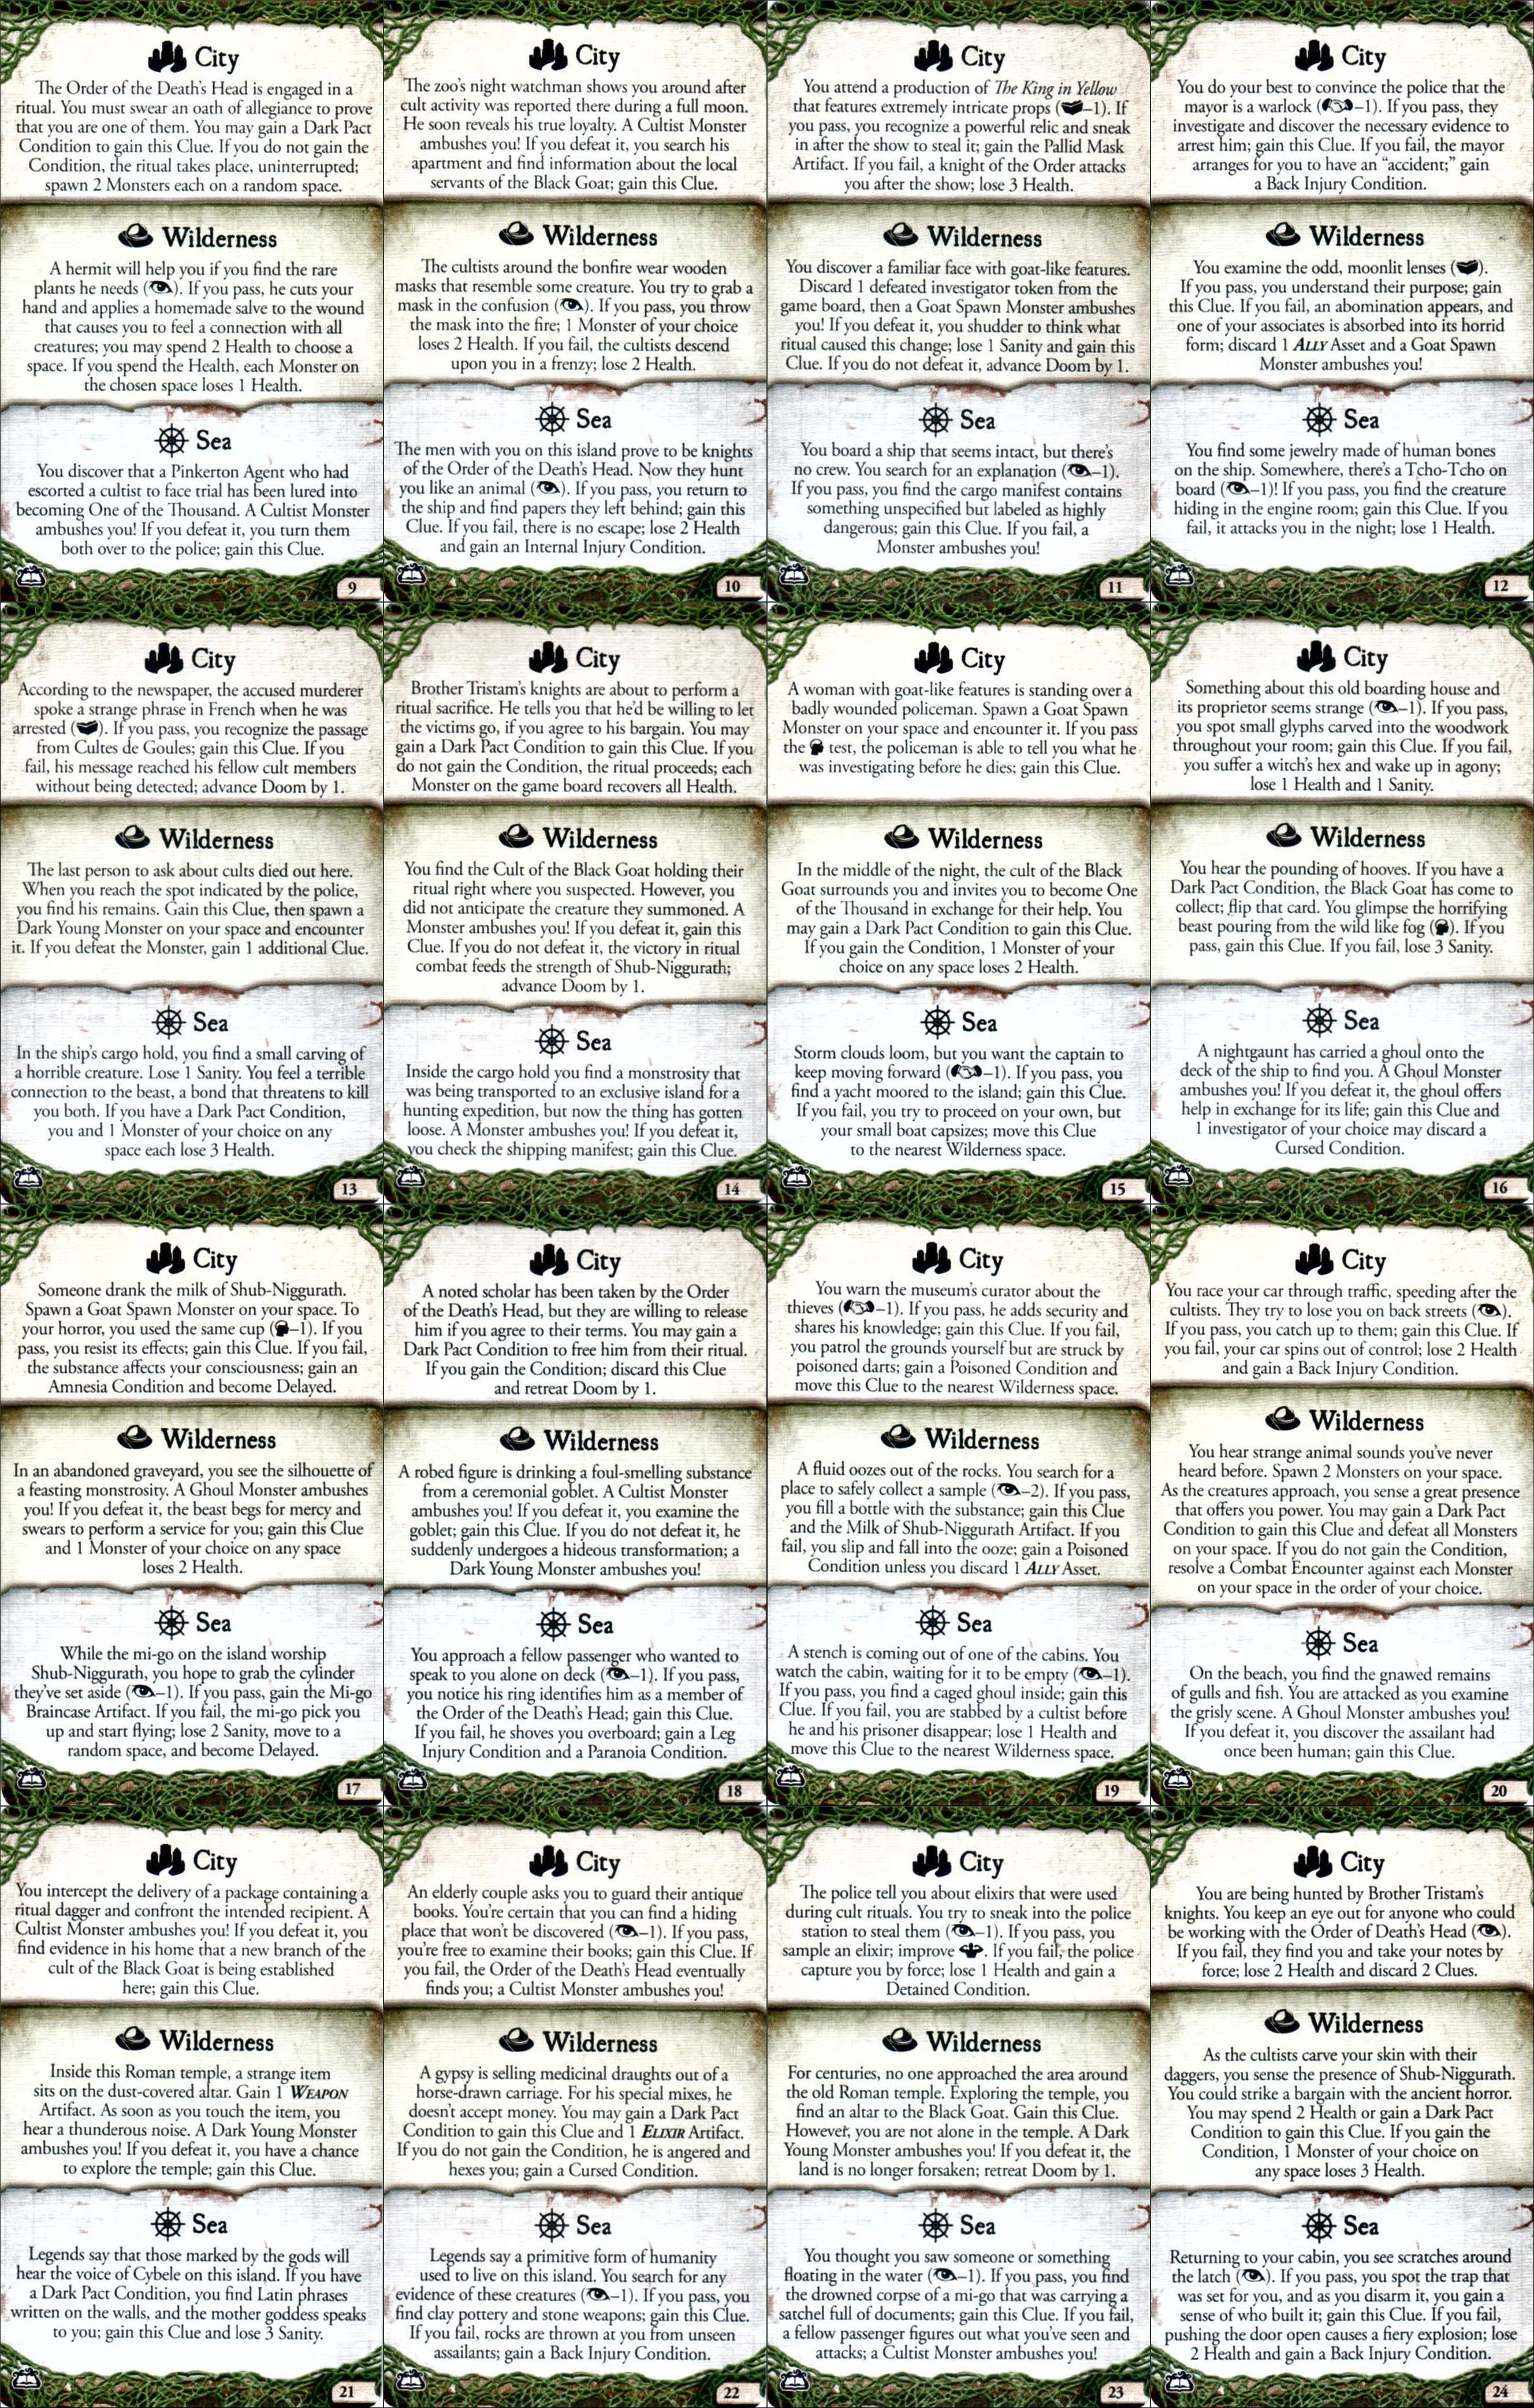 City
The Order of the Death's Head is engaged in a
ritual. You must swear an oath of allegiance to prove
that you are one of them. You may gain a Dark Pact
Condition to gain this Clue. If you do not gain the
Condition, the ritual takes place, uninterrupted;
spawn 2 Monsters each on a random space.
Wilderness
A hermit will help you if you find the rare
plants he needs ( ). If you pass, he cuts your
hand and applies a homemade salve to the wound
that causes you to feel a connection with all
creatures; you may spend 2 Health to choose a
space. If you spend the Health, each Monster on
the chosen space loses 1 Health.
Sea
You discover that a Pinkerton Agent who had
escorted a cultist to face trial has been lured into
becoming One of the Thousand. A Cultist Monster
ambushes you! If you defeat it, you turn them
both over to the police; gain this Clue.
9
City
The zoo's night watchman shows you around after
cult activity was reported there during a full moon.
He soon reveals his true loyalty. A Cultist Monster
ambushes you! If you defeat it, you search his
apartment and find information about the local
servants of the Black Goat; gain this Clue.
Wilderness
The cultists around the bonfire wear wooden
masks that resemble some creature. You try to grab a
mask in the confusion ( ). If you pass, you throw
the mask into the fire; 1 Monster of your choice
loses 2 Health. If you fail, the cultists descend
upon you in a frenzy; lose 2 Health.
Sea
The men with you on this island prove to be knights
of the Order of the Death's Head. Now they hunt
you like an animal ( ). If you pass, you return to
the ship and find papers they left behind; gain this
Clue. If you fail, there is no escape; lose 2 Health
and gain an Internal Injury Condition.
10
City
You attend a production of The King in Yellow
that features extremely intricate props ( –1). If
you pass, you recognize a powerful relic and sneak
in after the show to steal it; gain the Pallid Mask
Artifact. If you fail, a knight of the Order attacks
you after the show; lose 3 Health.
Wilderness
You discover a familiar face with goat-like features.
Discard 1 defeated investigator token from the
game board, then a Goat Spawn Monster ambushes
you! If you defeat it, you shudder to think what
ritual caused this change; lose 1 Sanity and gain this
Clue. If you do not defeat it, advance Doom by 1.
Sea
You board a ship that seems intact, but there's
no crew. You search for an explanation ( –1).
If you pass, you find the cargo manifest contains
something unspecified but labeled as highly
dangerous; gain this Clue. If you fail, a
Monster ambushes you!
11
City
You do your best to convince the police that the
mayor is a warlock ( –1). If you pass, they
investigate and discover the necessary evidence to
arrest him; gain this Clue. If you fail, the mayor
arranges for you to have an “accident;” gain
a Back Injury Condition.
Wilderness
You examine the odd, moonlit lenses ( ).
If you pass, you understand their purpose; gain
this Clue. If you fail, an abomination appears, and
one of your associates is absorbed into its horrid
form; discard 1 ALLY Asset and a Goat Spawn
Monster ambushes you!
Sea
You find some jewelry made of human bones
on the ship. Somewhere, there's a Tcho-Tcho on
board ( –1)! If you pass, you find the creature
hiding in the engine room; gain this Clue. If you
fail, it attacks you in the night; lose 1 Health.
12
City
According to the newspaper, the accused murderer
spoke a strange phrase in French when he was
arrested ( ). If you pass, you recognize the passage
from Cultes de Goules; gain this Clue. If you
fail, his message reached his fellow cult members
without being detected; advance Doom by 1.
Wilderness
The last person to ask about cults died out here.
When you reach the spot indicated by the police,
you find his remains. Gain this Clue, then spawn a
Dark Young Monster on your space and encounter
it. If you defeat the Monster, gain 1 additional Clue.
Sea
In the ship's cargo hold, you find a small carving of
a horrible creature. Lose 1 Sanity. You feel a terrible
connection to the beast, a bond that threatens to kill
you both. If you have a Dark Pact Condition,
you and 1 Monster of your choice on any
space each lose 3 Health.
13
City
Brother Tristam's knights are about to perform a
ritual sacrifice. He tells you that he'd be willing to let
the victims go, if you agree to his bargain. You may
gain a Dark Pact Condition to gain this Clue. If you
do not gain the Condition, the ritual proceeds; each
Monster on the game board recovers all Health.
Wilderness
You find the Cult of the Black Goat holding their
ritual right where you suspected. However, you
did not anticipate the creature they summoned. A
Monster ambushes you! If you defeat it, gain this
Clue. If you do not defeat it, the victory in ritual
combat feeds the strength of Shub-Niggurath;
advance Doom by 1.
Sea
Inside the cargo hold you find a monstrosity that
was being transported to an exclusive island for a
hunting expedition, but now the thing has gotten
loose. A Monster ambushes you! If you defeat it,
you check the shipping manifest; gain this Clue.
14
City
A woman with goat-like features is standing over a
badly wounded policeman. Spawn a Goat Spawn
Monster on your space and encounter it. If you pass
the test, the policeman is able to tell you what he
was investigating before he dies; gain this Clue.
Wilderness
In the middle of the night, the cult of the Black
Goat surrounds you and invites you to become One
of the Thousand in exchange for their help. You
may gain a Dark Pact Condition to gain this Clue.
If you gain the Condition, 1 Monster of your
choice on any space loses 2 Health.
Sea
Storm clouds loom, but you want the captain to
keep moving forward ( –1). If you pass, you
find a yacht moored to the island; gain this Clue.
If you fail, you try to proceed on your own, but
your small boat capsizes; move this Clue
to the nearest Wilderness space.
15
City
Something about this old boarding house and
its proprietor seems strange ( –1). If you pass,
you spot small glyphs carved into the woodwork
throughout your room; gain this Clue. If you fail,
you suffer a witch's hex and wake up in agony;
lose 1 Health and 1 Sanity.
Wilderness
You hear the pounding of hooves. If you have a
Dark Pact Condition, the Black Goat has come to
collect; flip that card. You glimpse the horrifying
beast pouring from the wild like fog ( ). If you
pass, gain this Clue. If you fail, lose 3 Sanity.
Sea
A nightgaunt has carried a ghoul onto the
deck of the ship to find you. A Ghoul Monster
ambushes you! If you defeat it, the ghoul offers
help in exchange for its life; gain this Clue and
1 investigator of your choice may discard a
Cursed Condition.
16
City
Someone drank the milk of Shub-Niggurath.
Spawn a Goat Spawn Monster on your space. To
your horror, you used the same cup ( –1). If you
pass, you resist its effects; gain this Clue. If you fail,
the substance affects your consciousness; gain an
Amnesia Condition and become Delayed.
Wilderness
In an abandoned graveyard, you see the silhouette of
a feasting monstrosity. A Ghoul Monster ambushes
you! If you defeat it, the beast begs for mercy and
swears to perform a service for you; gain this Clue
and 1 Monster of your choice on any space
loses 2 Health.
Sea
While the mi-go on the island worship
Shub-Niggurath, you hope to grab the cylinder
they've set aside ( –1). If you pass, gain the Mi-go
Braincase Artifact. If you fail, the mi-go pick you
up and start flying; lose 2 Sanity, move to a
random space, and become Delayed.
17
City
A noted scholar has been taken by the Order
of the Death's Head, but they are willing to release
him if you agree to their terms. You may gain a
Dark Pact Condition to free him from their ritual.
If you gain the Condition; discard this Clue
and retreat Doom by 1.
Wilderness
A robed figure is drinking a foul-smelling substance
from a ceremonial goblet. A Cultist Monster
ambushes you! If you defeat it, you examine the
goblet; gain this Clue. If you do not defeat it, he
suddenly undergoes a hideous transformation; a
Dark Young Monster ambushes you!
Sea
You approach a fellow passenger who wanted to
speak to you alone on deck ( –1). If you pass,
you notice his ring identifies him as a member of
the Order of the Death's Head; gain this Clue.
If you fail, he shoves you overboard; gain a Leg
Injury Condition and a Paranoia Condition.
18
City
You warn the museum's curator about the
thieves ( –1). If you pass, he adds security and
shares his knowledge; gain this Clue. If you fail,
you patrol the grounds yourself but are struck by
poisoned darts; gain a Poisoned Condition and
move this Clue to the nearest Wilderness space.
Wilderness
A fluid oozes out of the rocks. You search for a
place to safely collect a sample ( –2). If you pass,
you fill a bottle with the substance; gain this Clue
and the Milk of Shub-Niggurath Artifact. If you
fail, you slip and fall into the ooze; gain a Poisoned
Condition unless you discard 1 ALLY Asset.
Sea
A stench is coming out of one of the cabins. You
watch the cabin, waiting for it to be empty ( –1).
If you pass, you find a caged ghoul inside; gain this
Clue. If you fail, you are stabbed by a cultist before
he and his prisoner disappear; lose 1 Health and
move this Clue to the nearest Wilderness space.
19
City
You race your car through traffic, speeding after the
cultists. They try to lose you on back streets ( ).
If you pass, you catch up to them; gain this Clue. If
you fail, your car spins out of control; lose 2 Health
and gain a Back Injury Condition.
Wilderness
You hear strange animal sounds you've never
heard before. Spawn 2 Monsters on your space.
As the creatures approach, you sense a great presence
that offers you power. You may gain a Dark Pact
Condition to gain this Clue and defeat all Monsters
on your space. If you do not gain the Condition,
resolve a Combat Encounter against each Monster
on your space in the order of your choice.
Sea
On the beach, you find the gnawed remains
of gulls and fish. You are attacked as you examine
the grisly scene. A Ghoul Monster ambushes you!
If you defeat it, you discover the assailant had
once been human; gain this Clue.
20
City
You intercept the delivery of a package containing a
ritual dagger and confront the intended recipient. A
Cultist Monster ambushes you! If you defeat it, you
find evidence in his home that a new branch of the
cult of the Black Goat is being established
here; gain this Clue.
Wilderness
Inside this Roman temple, a strange item
sits on the dust-covered altar. Gain 1 WEAPON
Artifact. As soon as you touch the item, you
hear a thunderous noise. A Dark Young Monster
ambushes you! If you defeat it, you have a chance
to explore the temple; gain this Clue.
Sea
Legends say that those marked by the gods will
hear the voice of Cybele on this island. If you have
a Dark Pact Condition, you find Latin phrases
written on the walls, and the mother goddess speaks
to you; gain this Clue and lose 3 Sanity.
21
City
An elderly couple asks you to guard their antique
books. You're certain that you can find a hiding
place that won't be discovered ( –1). If you pass,
you're free to examine their books; gain this Clue. If
you fail, the Order of the Death's Head eventually
finds you; a Cultist Monster ambushes you!
Wilderness
A gypsy is selling medicinal draughts out of a
horse-drawn carriage. For his special mixes, he
doesn't accept money. You may gain a Dark Pact
Condition to gain this Clue and 1 ELIXIR Artifact.
If you do not gain the Condition, he is angered and
hexes you; gain a Cursed Condition.
Sea
Legends say a primitive form of humanity
used to live on this island. You search for any
evidence of these creatures ( –1). If you pass, you
find clay pottery and stone weapons; gain this Clue.
If you fail, rocks are thrown at you from unseen
assailants; gain a Back Injury Condition.
22
City
The police tell you about elixirs that were used
during cult rituals. You try to sneak into the police
station to steal them ( –1). If you pass, you
sample an elixir; improve . If you fail, the police
capture you by force; lose 1 Health and gain a
Detained Condition.
Wilderness
For centuries, no one approached the area around
the old Roman temple. Exploring the temple, you
find an altar to the Black Goat. Gain this Clue.
However, you are not alone in the temple. A Dark
Young Monster ambushes you! If you defeat it, the
land is no longer forsaken; retreat Doom by 1.
Sea
You thought you saw someone or something
floating in the water ( –1). If you pass, you find
the drowned corpse of a mi-go that was carrying a
satchel full of documents; gain this Clue. If you fail,
a fellow passenger figures out what you've seen and
attacks; a Cultist Monster ambushes you!
23
City
You are being hunted by Brother Tristam's
knights. You keep an eye out for anyone who could
be working with the Order of Death's Head ( ).
If you fail, they find you and take your notes by
force; lose 2 Health and discard 2 Clues.
Wilderness
As the cultists carve your skin with their
daggers, you sense the presence of Shub-Niggurath.
You could strike a bargain with the ancient horror.
You may spend 2 Health or gain a Dark Pact
Condition to gain this Clue. If you gain the
Condition, 1 Monster of your choice on
any space loses 3 Health.
Sea
Returning to your cabin, you see scratches around
the latch ( ). If you pass, you spot the trap that
was set for you, and as you disarm it, you gain a
sense of who built it; gain this Clue. If you fail,
pushing the door open causes a fiery explosion; lose
2 Health and gain a Back Injury Condition.
24